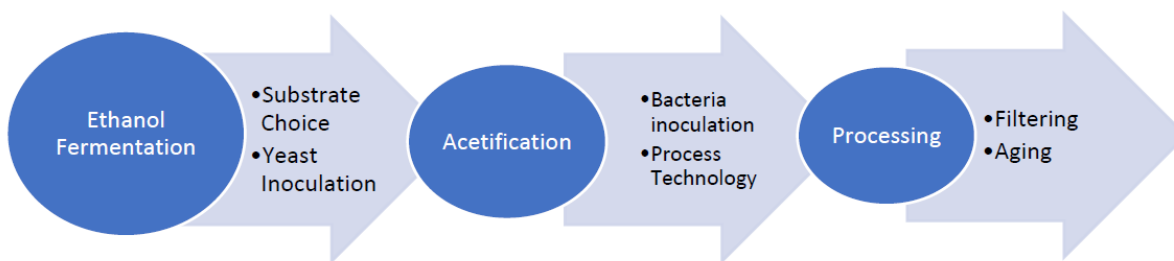 Ethanol
Fermentation
•Substrate
Choice
•Yeast
Inoculation
Acetification
•Bacteria
inoculation
•Process
Technology
Processing
•Filtering
•Aging